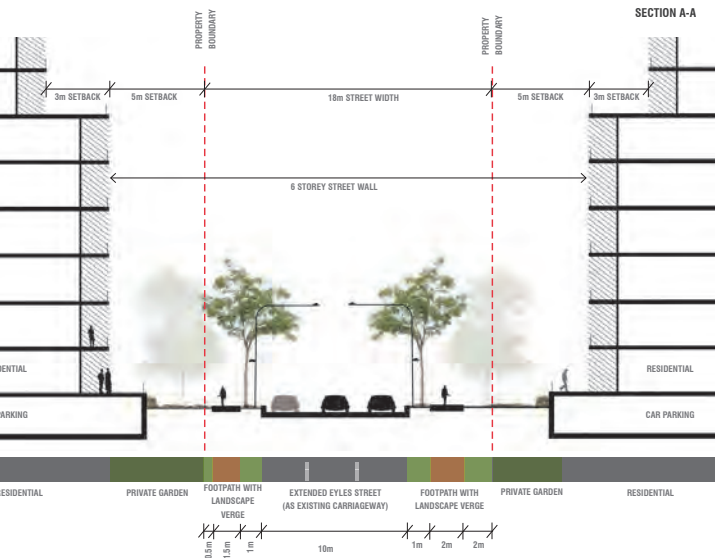 SECTION A-A
PROPERTY
BOUNDARY
PROPERTY
BOUNDARY
3m SETBACK
5m SETBACK
18m STREET WIDTH
5m SETBACK
3m SETBACK
6 STOREY STREET WALL
DENTIAL
RESIDENTIAL
PARKING
CAR PARKING
RESIDENTIAL
PRIVATE GARDEN
FOOTPATH WITH
LANDSCAPE
VERGE
EXTENDED EYLES STREET
(AS EXISTING CARRIAGEWAY)
FOOTPATH WITH
LANDSCAPE VERGE
PRIVATE GARDEN
RESIDENTIAL
0.5m
1.5m
1m
10m
1m
2m
2m